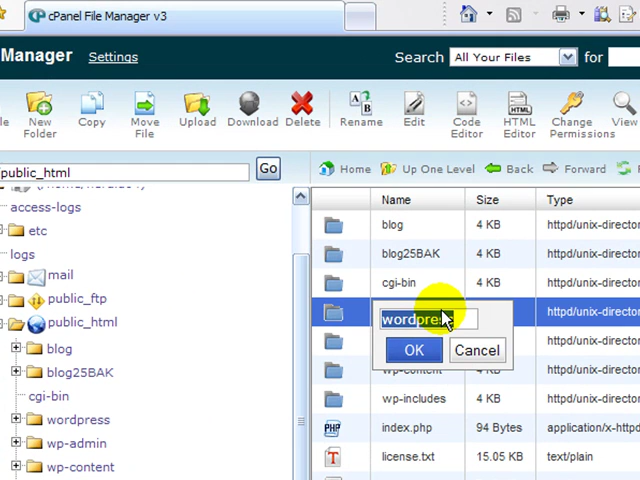 cPanel File Manager v3
Manager Settings
Search All Your Files for
New Folder
Copy
Move File
Upload
Download
Delete
Rename
Edit
Code Editor
HTML Editor
Change Permissions
View
public_html Go
Home Up One Level Back Forward
access-logs
etc
logs
mail
public_ftp
public_html
blog
blog25BAK
cgi-bin
wordpress
wp-admin
wp-content
Name Size Type
blog 4 KB httpd/unix-director
blog25BAK 4 KB httpd/unix-director
cgi-bin 4 KB httpd/unix-director
httpd/unix-director
wordpress
OK Cancel
httpd/unix-director
wp-content 4 KB httpd/unix-director
wp-includes 4 KB httpd/unix-director
index.php 94 Bytes application/x-httpd
license.txt 15.05 KB text/plain